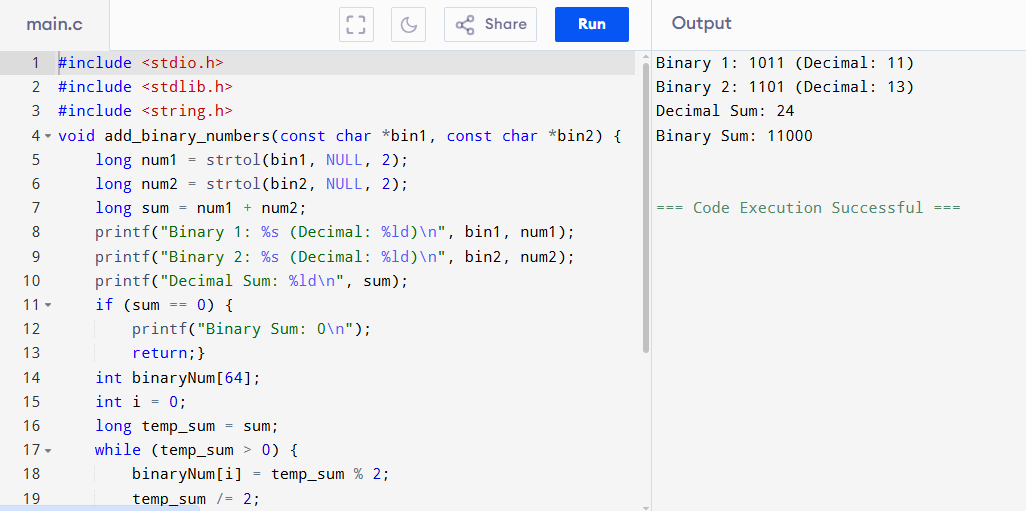 main.c
Share
Run
Output
1 #include <stdio.h>
2 #include <stdlib.h>
3 #include <string.h>
4 void add_binary_numbers(const char *bin1, const char *bin2) {
5     long num1 = strtol(bin1, NULL, 2);
6     long num2 = strtol(bin2, NULL, 2);
7     long sum = num1 + num2;
8     printf("Binary 1: %s (Decimal: %ld)\n", bin1, num1);
9     printf("Binary 2: %s (Decimal: %ld)\n", bin2, num2);
10     printf("Decimal Sum: %ld\n", sum);
11     if (sum == 0) {
12         printf("Binary Sum: 0\n");
13         return;}
14     int binaryNum[64];
15     int i = 0;
16     long temp_sum = sum;
17     while (temp_sum > 0) {
18         binaryNum[i] = temp_sum % 2;
19         temp_sum /= 2;
Binary 1: 1011 (Decimal: 11)
Binary 2: 1101 (Decimal: 13)
Decimal Sum: 24
Binary Sum: 11000
=== Code Execution Successful ===